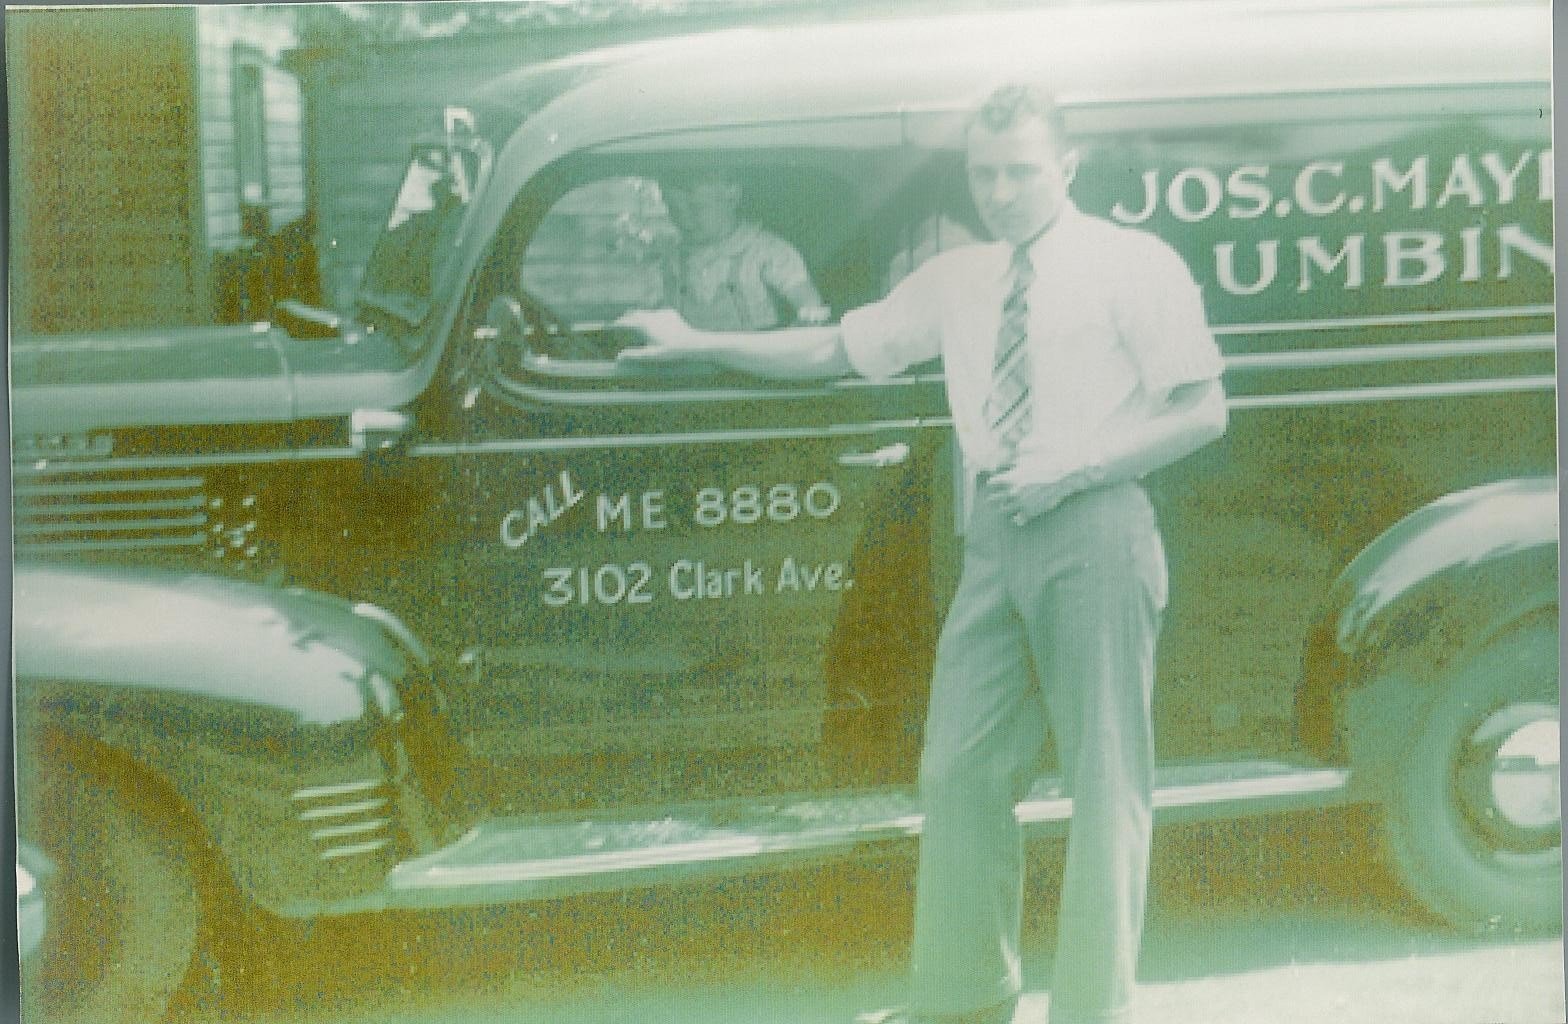 JOS.C.MAY
UMBIN
CALL ME 8880
3102 Clark Ave.